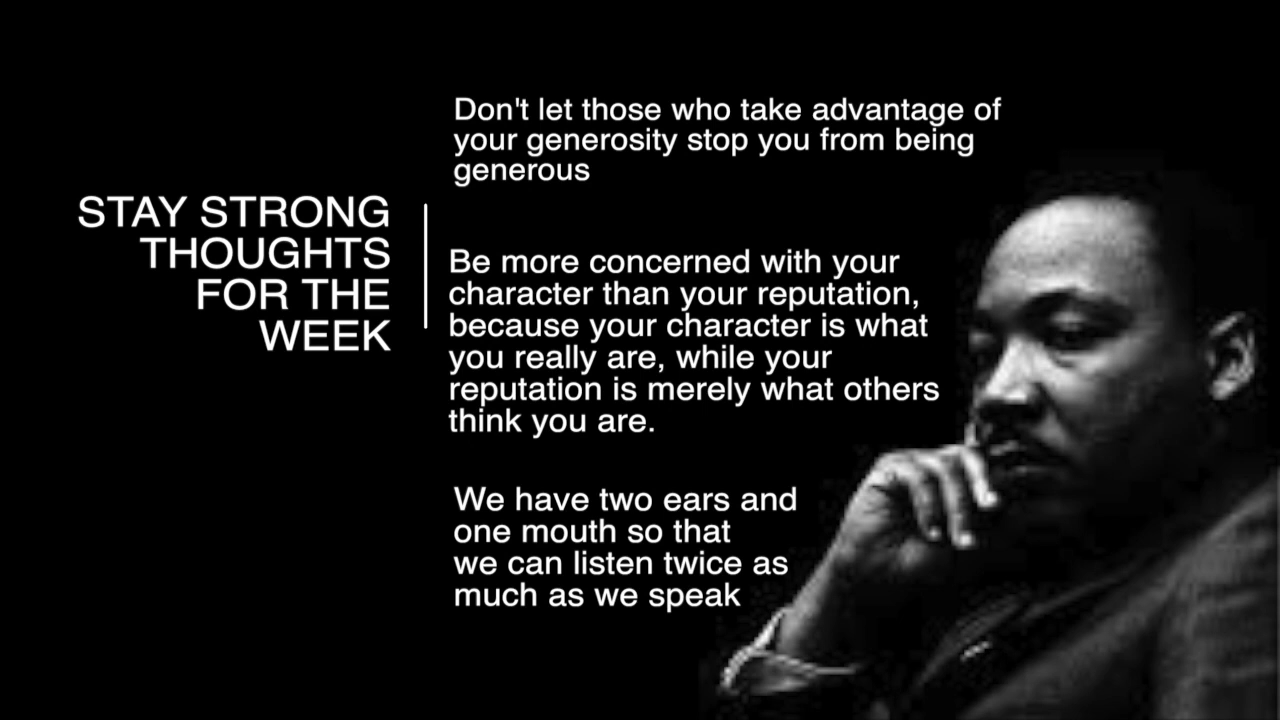 STAY STRONG
THOUGHTS
FOR THE
WEEK
Don't let those who take advantage of
your generosity stop you from being
generous
Be more concerned with your
character than your reputation,
because your character is what
you really are, while your
reputation is merely what others
think you are.
We have two ears and
one mouth so that
we can listen twice as
much as we speak